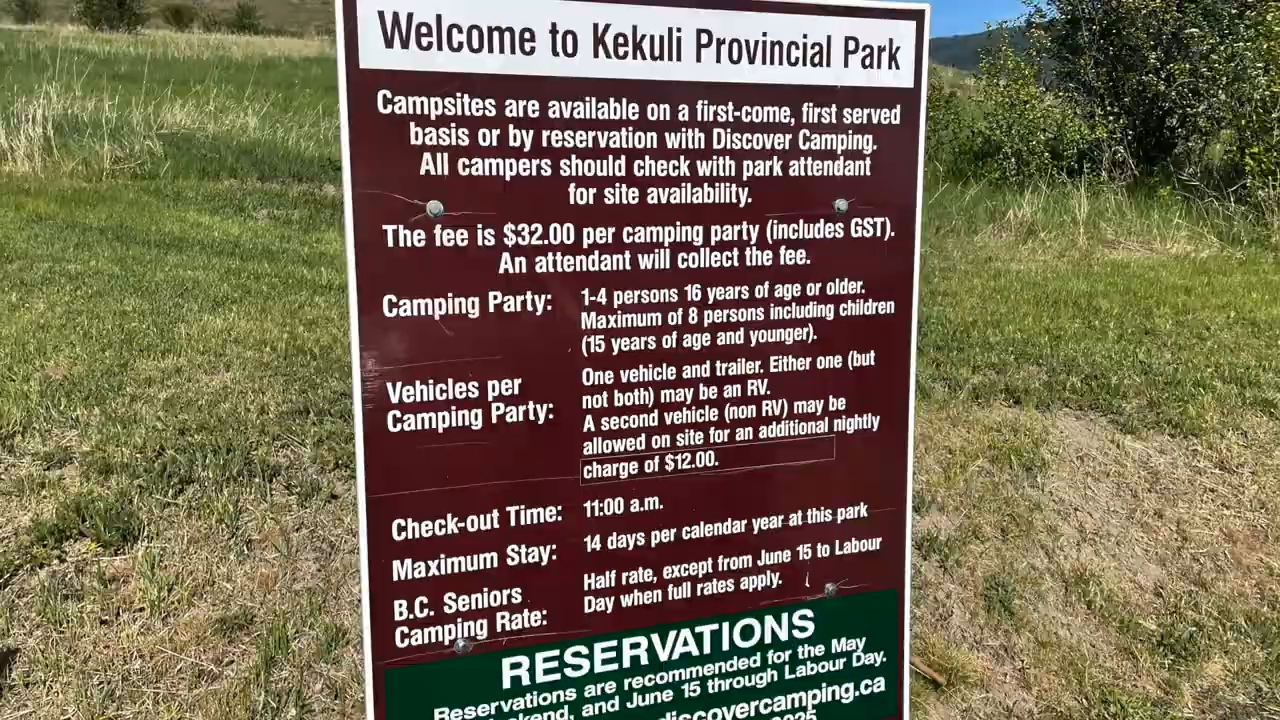 Welcome to Kekuli Provincial Park
Campsites are available on a first-come, first served
basis or by reservation with Discover Camping.
All campers should check with park attendant
for site availability.
The fee is $32.00 per camping party (includes GST).
An attendant will collect the fee.
Camping Party:
1-4 persons 16 years of age or older.
Maximum of 8 persons including children
(15 years of age and younger).
Vehicles per
Camping Party:
One vehicle and trailer. Either one (but
not both) may be an RV.
A second vehicle (non RV) may be
allowed on site for an additional nightly
charge of $12.00.
Check-out Time:
11:00 a.m.
Maximum Stay:
14 days per calendar year at this park
B.C. Seniors
Camping Rate:
Half rate, except from June 15 to Labour
Day when full rates apply.
RESERVATIONS
Reservations are recommended for the May
and June 15 through Labour Day.
discovercamping.ca